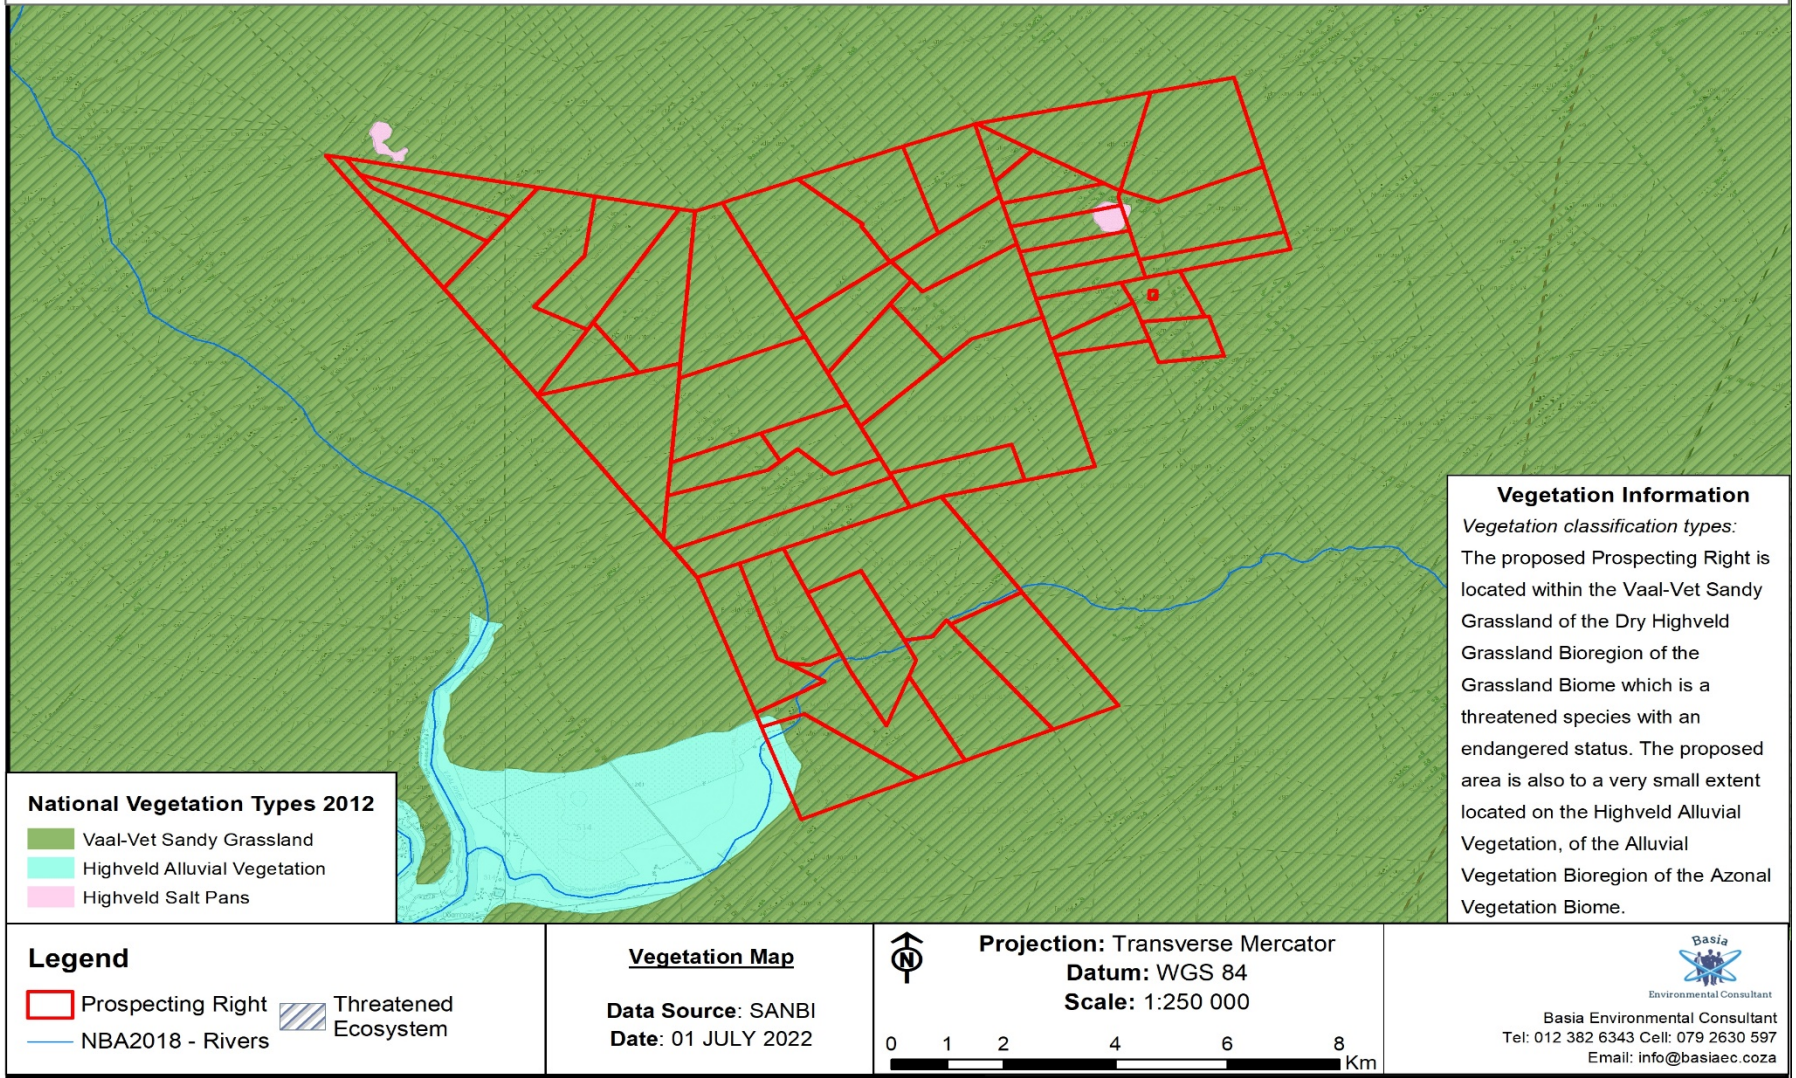 Vegetation Information
Vegetation classification types:
The proposed Prospecting Right is
located within the Vaal-Vet Sandy
Grassland of the Dry Highveld
Grassland Bioregion of the
Grassland Biome which is a
threatened species with an
endangered status. The proposed
area is also to a very small extent
located on the Highveld Alluvial
Vegetation, of the Alluvial
Vegetation Bioregion of the Azonal
Vegetation Biome.
National Vegetation Types 2012
Vaal-Vet Sandy Grassland
Highveld Alluvial Vegetation
Highveld Salt Pans
Legend
Prospecting Right
Threatened
Ecosystem
NBA2018 - Rivers
Vegetation Map
Data Source: SANBI
Date: 01 JULY 2022
N
Projection: Transverse Mercator
Datum: WGS 84
Scale: 1:250 000
0 1 2 4 6 8
Km
Basia
Environmental Consultant
Basia Environmental Consultant
Tel: 012 382 6343 Cell: 079 2630 597
Email: info@basiaec.coza